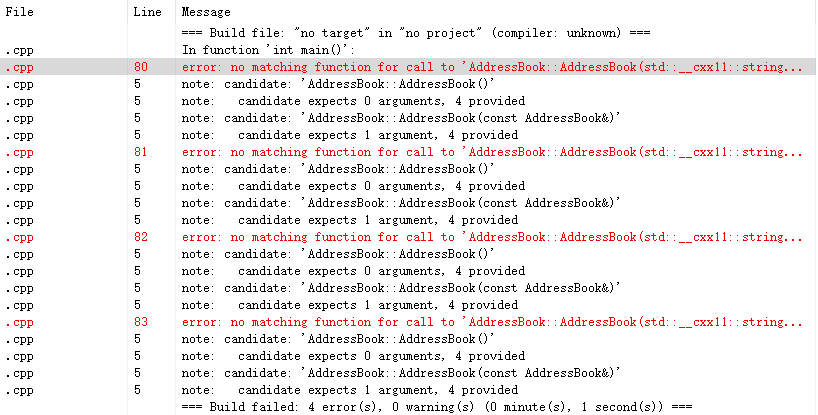 File Line Message
=== Build file: "no target" in "no project" (compiler: unknown) ===
.cpp In function 'int main()':
.cpp 80 error: no matching function for call to 'AddressBook::AddressBook(std::__cxx11::string...
.cpp 5 note: candidate: 'AddressBook::AddressBook()'
.cpp 5 note:   candidate expects 0 arguments, 4 provided
.cpp 5 note: candidate: 'AddressBook::AddressBook(const AddressBook&)'
.cpp 5 note:   candidate expects 1 argument, 4 provided
.cpp 81 error: no matching function for call to 'AddressBook::AddressBook(std::__cxx11::string...
.cpp 5 note: candidate: 'AddressBook::AddressBook()'
.cpp 5 note:   candidate expects 0 arguments, 4 provided
.cpp 5 note: candidate: 'AddressBook::AddressBook(const AddressBook&)'
.cpp 5 note:   candidate expects 1 argument, 4 provided
.cpp 82 error: no matching function for call to 'AddressBook::AddressBook(std::__cxx11::string...
.cpp 5 note: candidate: 'AddressBook::AddressBook()'
.cpp 5 note:   candidate expects 0 arguments, 4 provided
.cpp 5 note: candidate: 'AddressBook::AddressBook(const AddressBook&)'
.cpp 5 note:   candidate expects 1 argument, 4 provided
.cpp 83 error: no matching function for call to 'AddressBook::AddressBook(std::__cxx11::string...
.cpp 5 note: candidate: 'AddressBook::AddressBook()'
.cpp 5 note:   candidate expects 0 arguments, 4 provided
.cpp 5 note: candidate: 'AddressBook::AddressBook(const AddressBook&)'
.cpp 5 note:   candidate expects 1 argument, 4 provided
=== Build failed: 4 error(s), 0 warning(s) (0 minute(s), 1 second(s)) ===